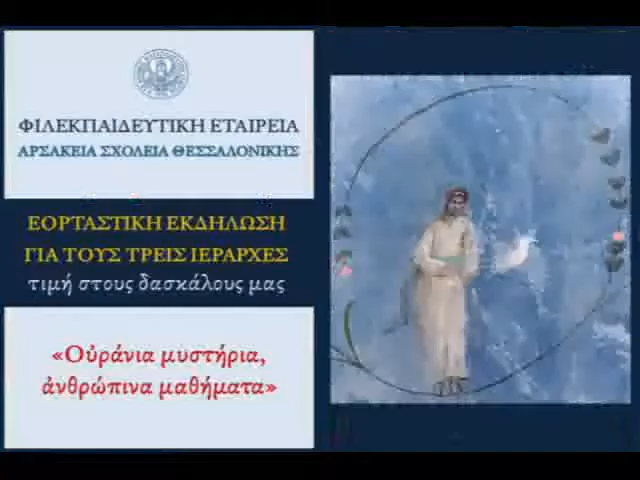 ΦΙΛΕΚΠΑΙΔΕΥΤΙΚΗ ΕΤΑΙΡΕΙΑ
ΑΡΣΑΚΕΙΑ ΣΧΟΛΕΙΑ ΘΕΣΣΑΛΟΝΙΚΗΣ
ΕΟΡΤΑΣΤΙΚΗ ΕΚΔΗΛΩΣΗ
ΓΙΑ ΤΟΥΣ ΤΡΕΙΣ ΙΕΡΑΡΧΕΣ
τιμή στους δασκάλους μας
«Οὐράνια μυστήρια,
ἀνθρώπινα μαθήματα»